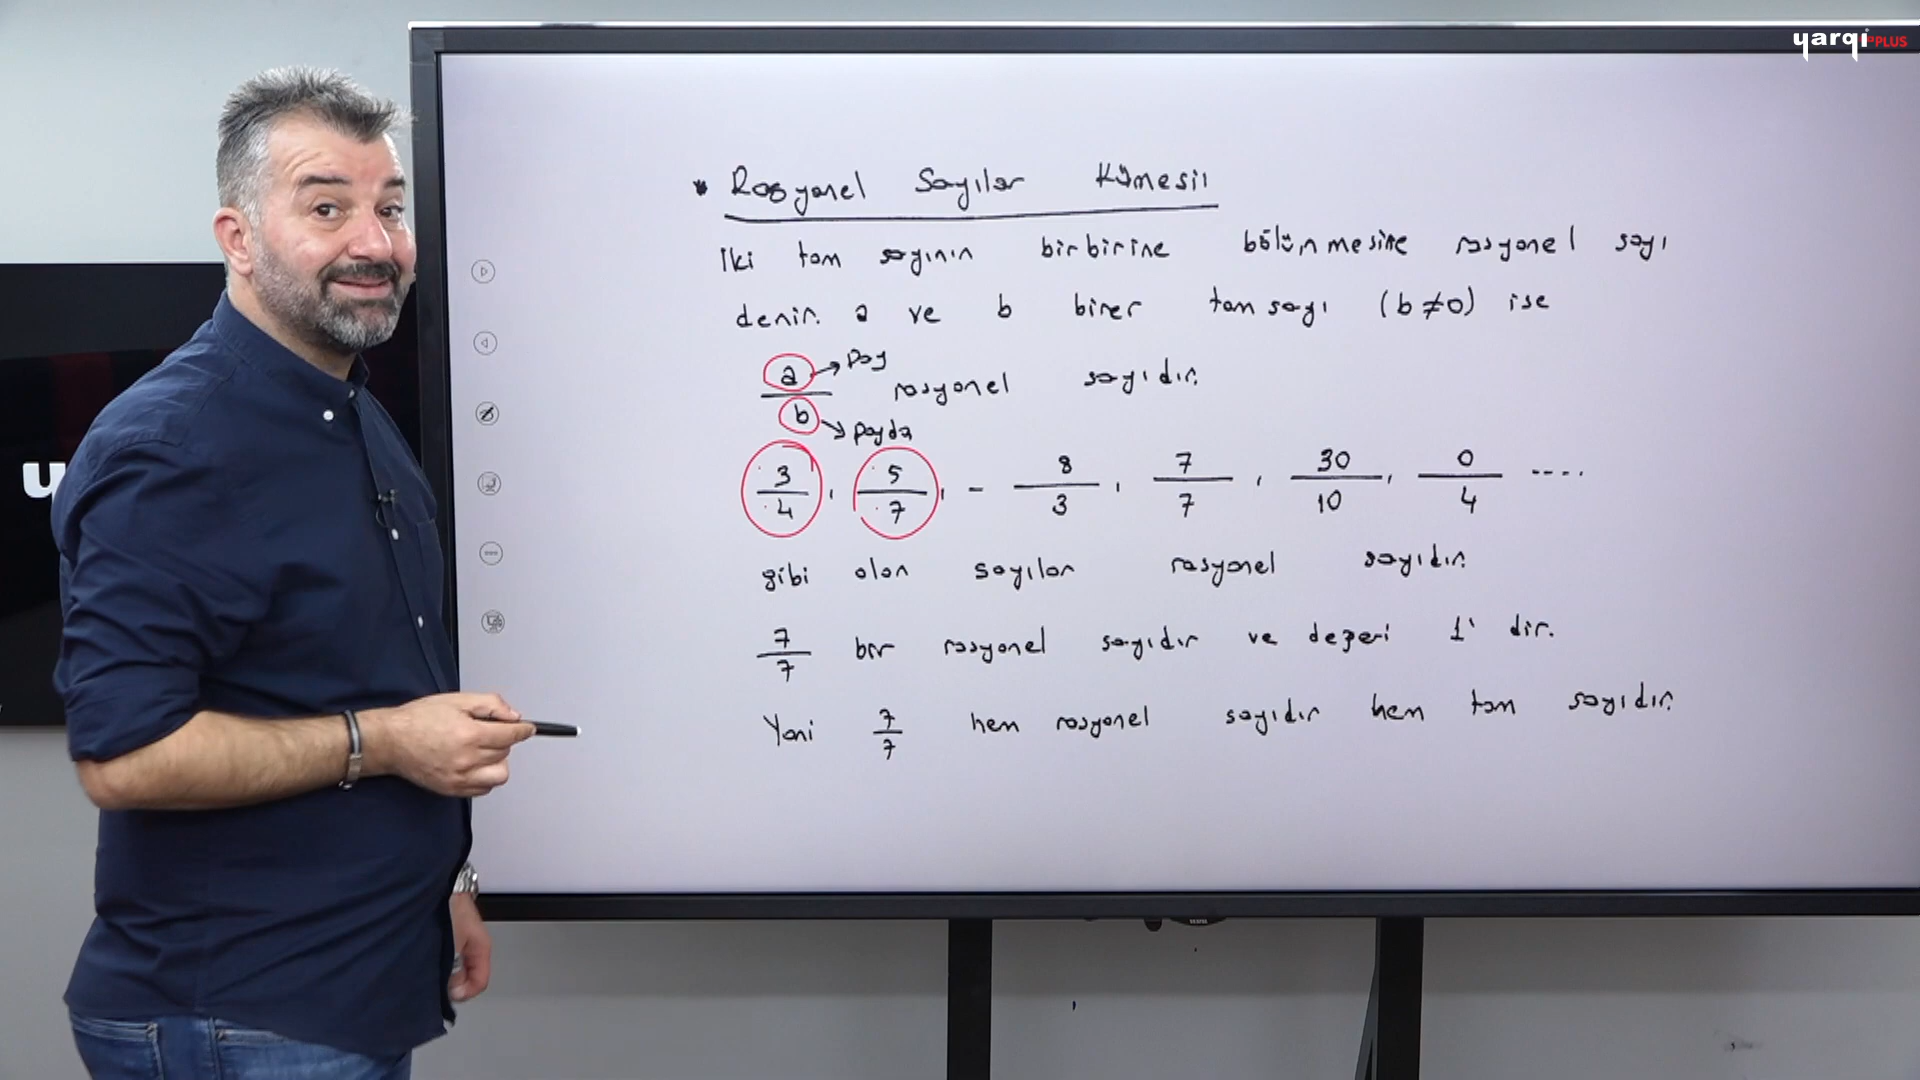 yargıPLUS
• Rasyonel Sayılar Kümesi:
İki tam sayının birbirine bölünmesine rasyonel sayı
denir. a ve b birer tam sayı (b≠0) ise
a/b →Pay →Payda rasyonel sayıdır.
3/4, 5/7, - 8/3, 7/7, 30/10, 0/4 ....
gibi olan sayılar rasyonel sayıdır.
7/7 bir rasyonel sayıdır ve değeri 1' dir.
Yani 7/7 hem rasyonel sayıdır hem tam sayıdır.